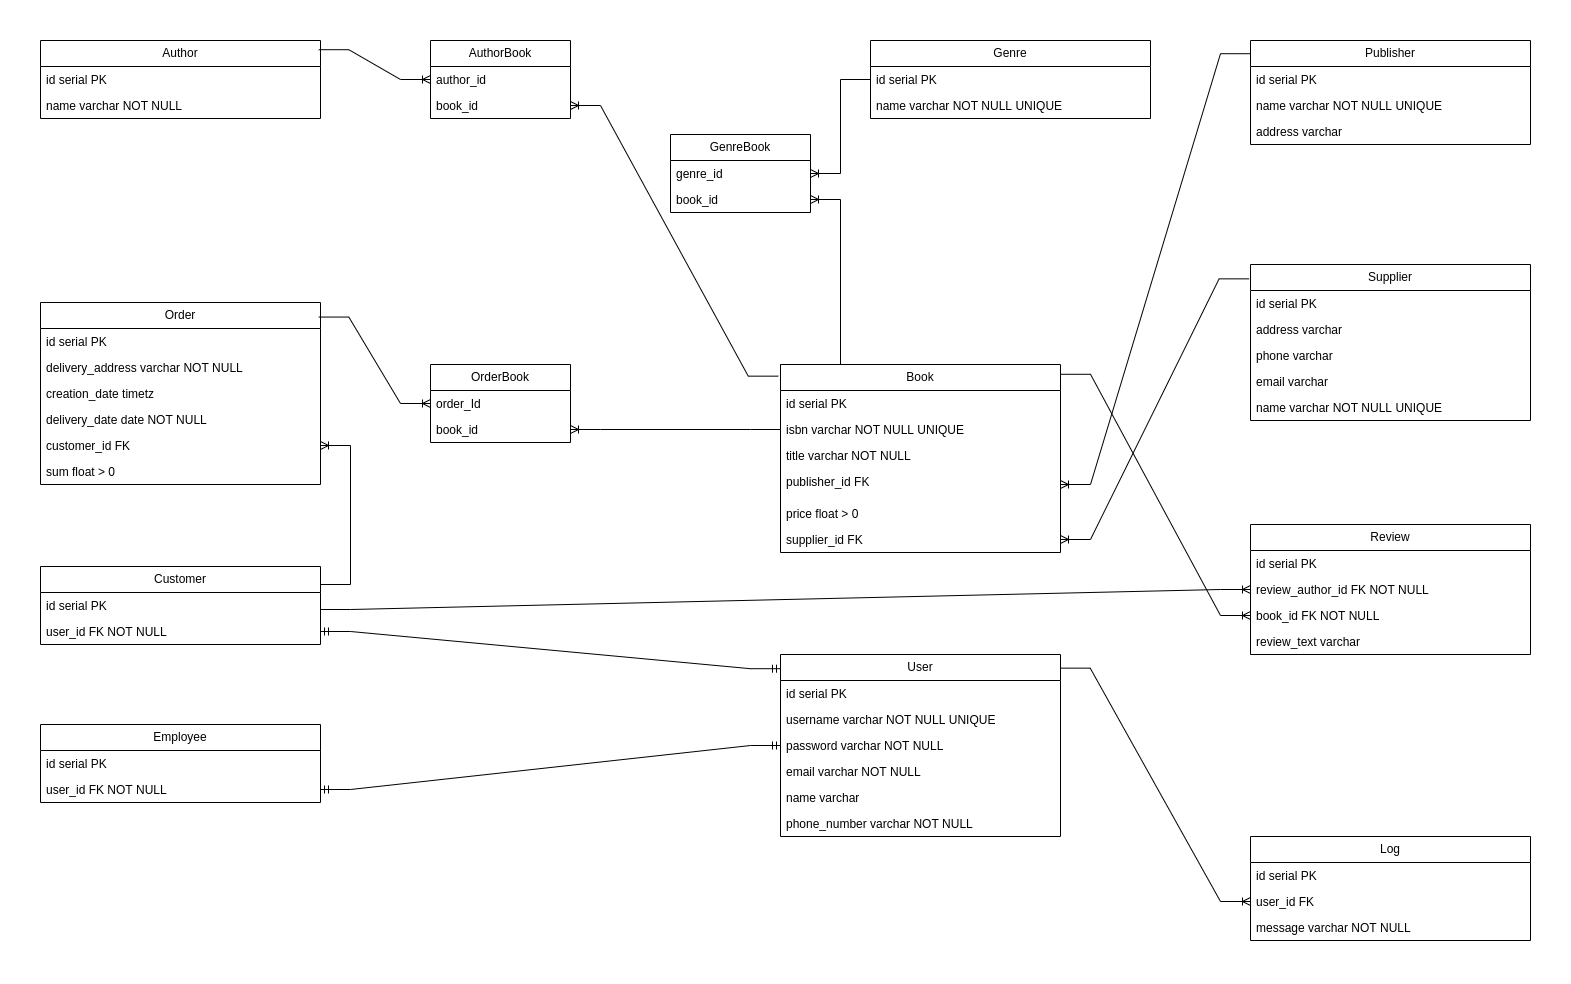 Author
id serial PK
name varchar NOT NULL
AuthorBook
author_id
book_id
Genre
id serial PK
name varchar NOT NULL UNIQUE
Publisher
id serial PK
name varchar NOT NULL UNIQUE
address varchar
GenreBook
genre_id
book_id
Supplier
id serial PK
address varchar
phone varchar
email varchar
name varchar NOT NULL UNIQUE
Order
id serial PK
delivery_address varchar NOT NULL
creation_date timetz
delivery_date date NOT NULL
customer_id FK
sum float > 0
OrderBook
order_Id
book_id
Book
id serial PK
isbn varchar NOT NULL UNIQUE
title varchar NOT NULL
publisher_id FK
price float > 0
supplier_id FK
Review
id serial PK
review_author_id FK NOT NULL
book_id FK NOT NULL
review_text varchar
Customer
id serial PK
user_id FK NOT NULL
User
id serial PK
username varchar NOT NULL UNIQUE
password varchar NOT NULL
email varchar NOT NULL
name varchar
phone_number varchar NOT NULL
Employee
id serial PK
user_id FK NOT NULL
Log
id serial PK
user_id FK
message varchar NOT NULL